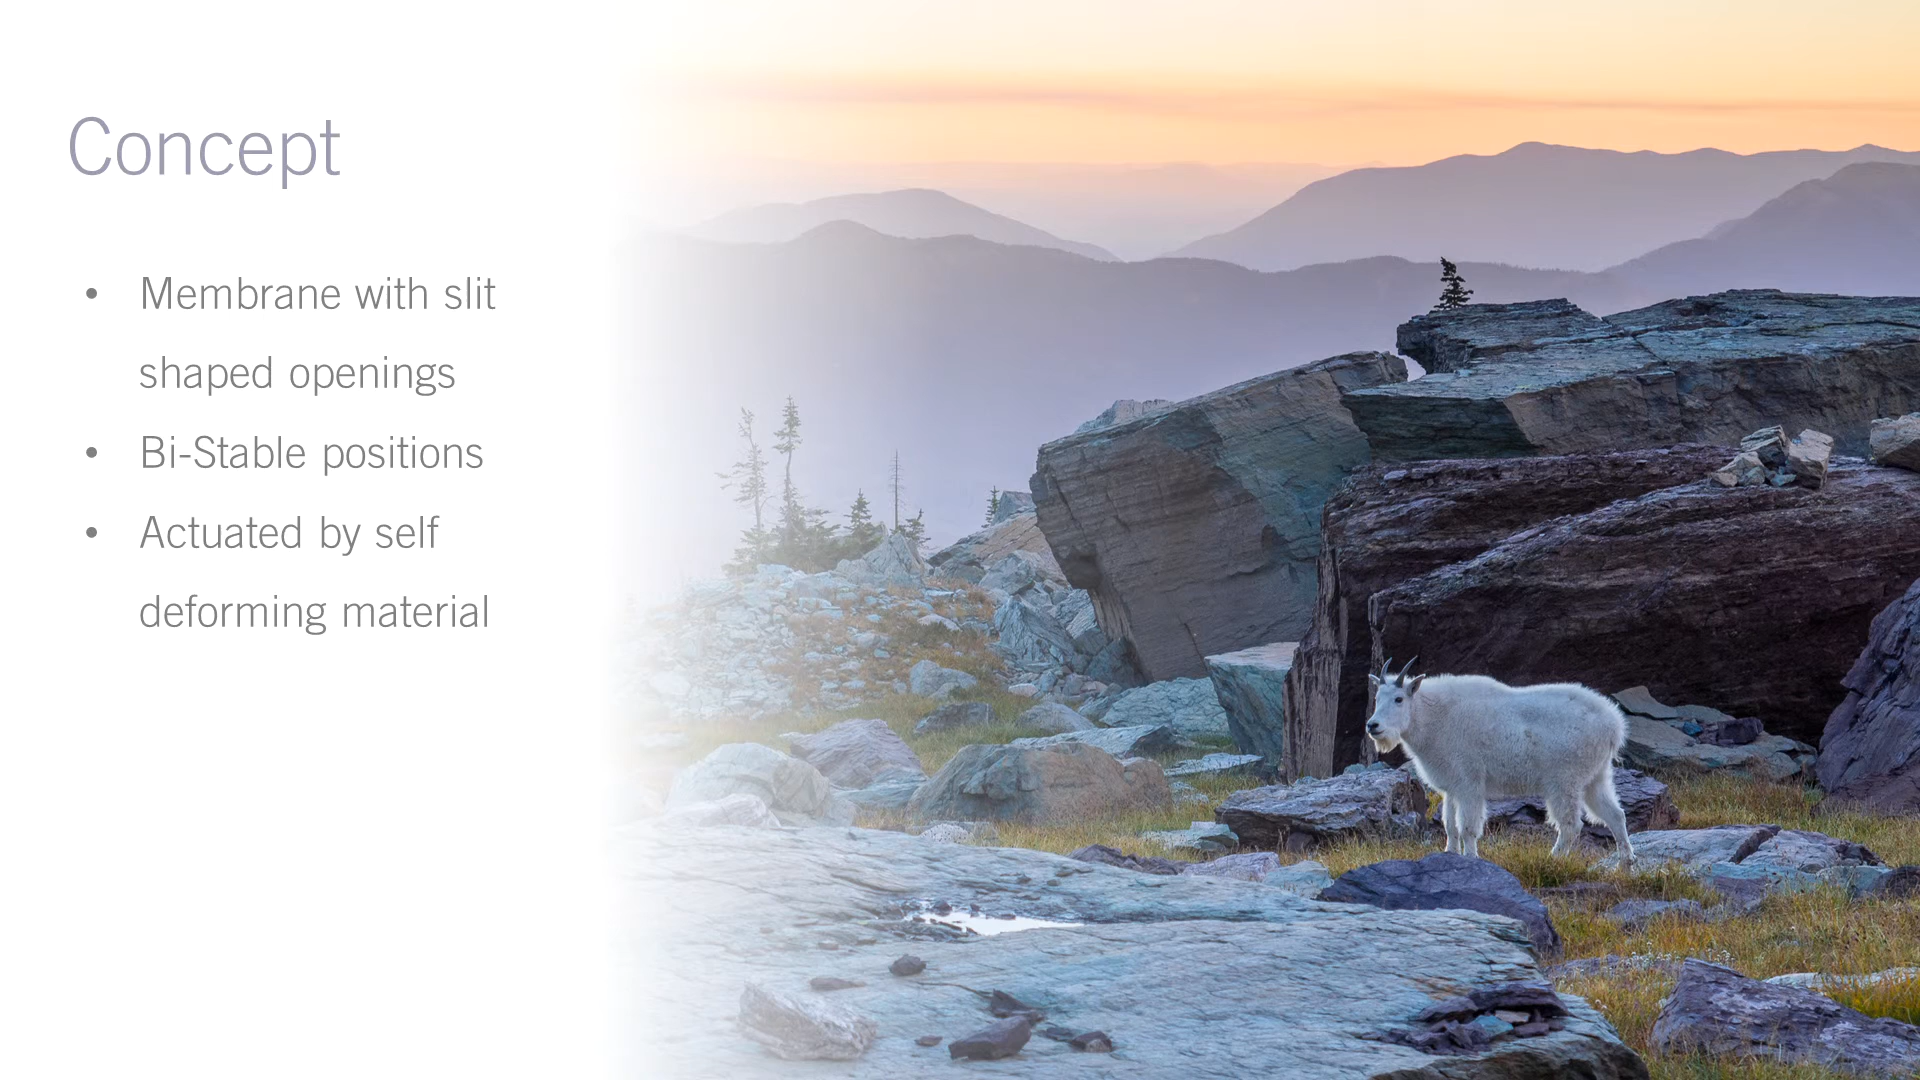 Concept
• Membrane with slit
shaped openings
• Bi-Stable positions
• Actuated by self
deforming material